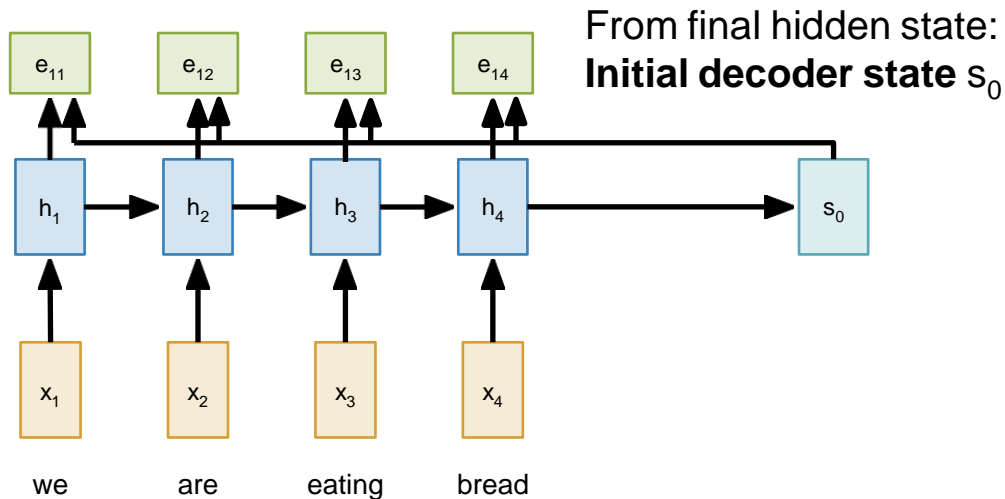 From final hidden state:
Initial decoder state s₀
e₁₁ e₁₂ e₁₃ e₁₄
h₁ h₂ h₃ h₄ s₀
x₁ x₂ x₃ x₄
we are eating bread